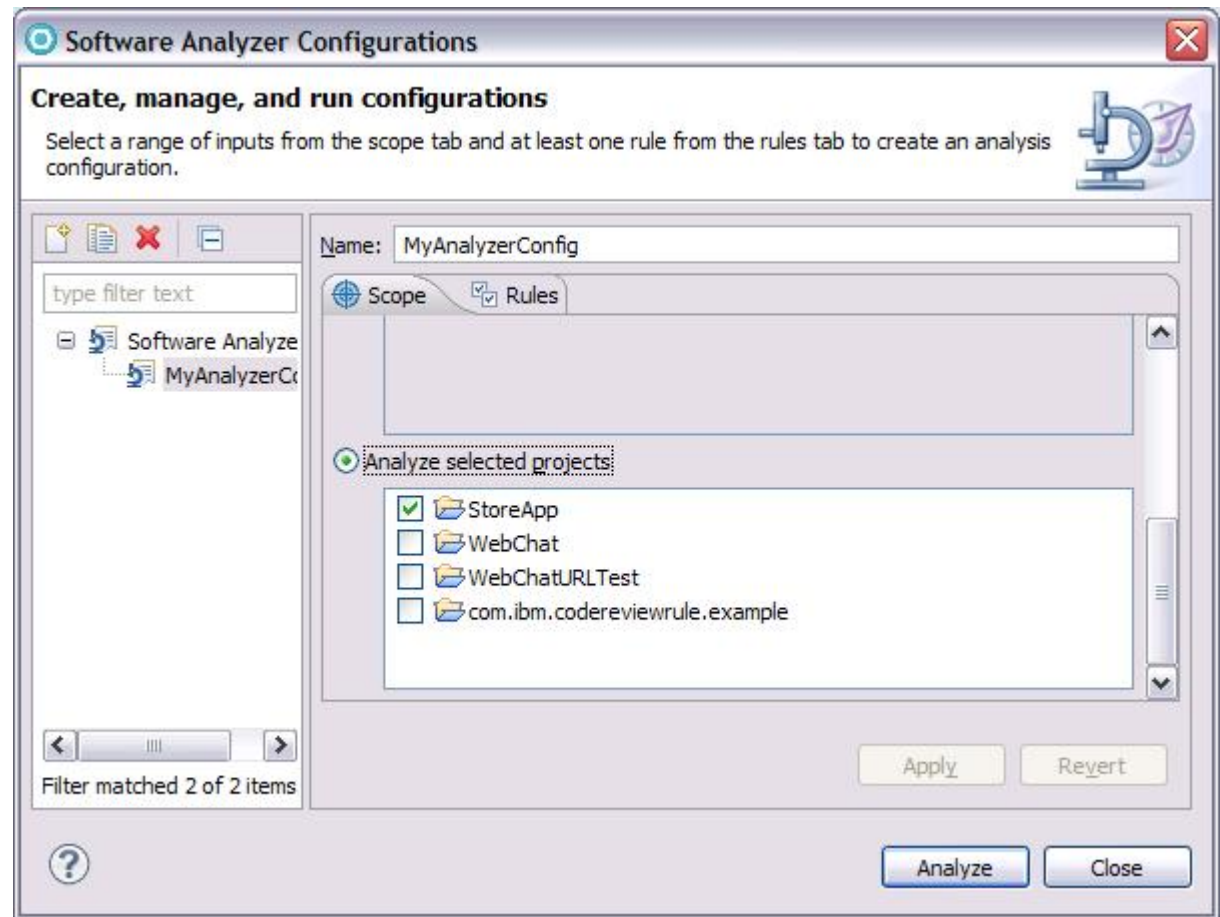 Software Analyzer Configurations
Create, manage, and run configurations
Select a range of inputs from the scope tab and at least one rule from the rules tab to create an analysis
configuration.
Name: MyAnalyzerConfig
type filter text
Scope Rules
Software Analyze
MyAnalyzerCo
Analyze selected projects
StoreApp
WebChat
WebChatURLTest
com.ibm.codereviewrule.example
Filter matched 2 of 2 items
Apply Revert
Analyze Close